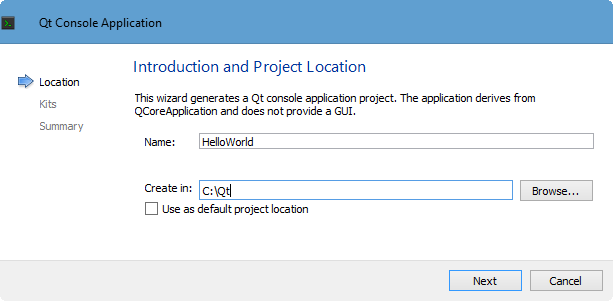 Qt Console Application
Location
Kits
Summary
Introduction and Project Location
This wizard generates a Qt console application project. The application derives from
QCoreApplication and does not provide a GUI.
Name: HelloWorld
Create in: C:\Qt Browse...
Use as default project location
Next Cancel